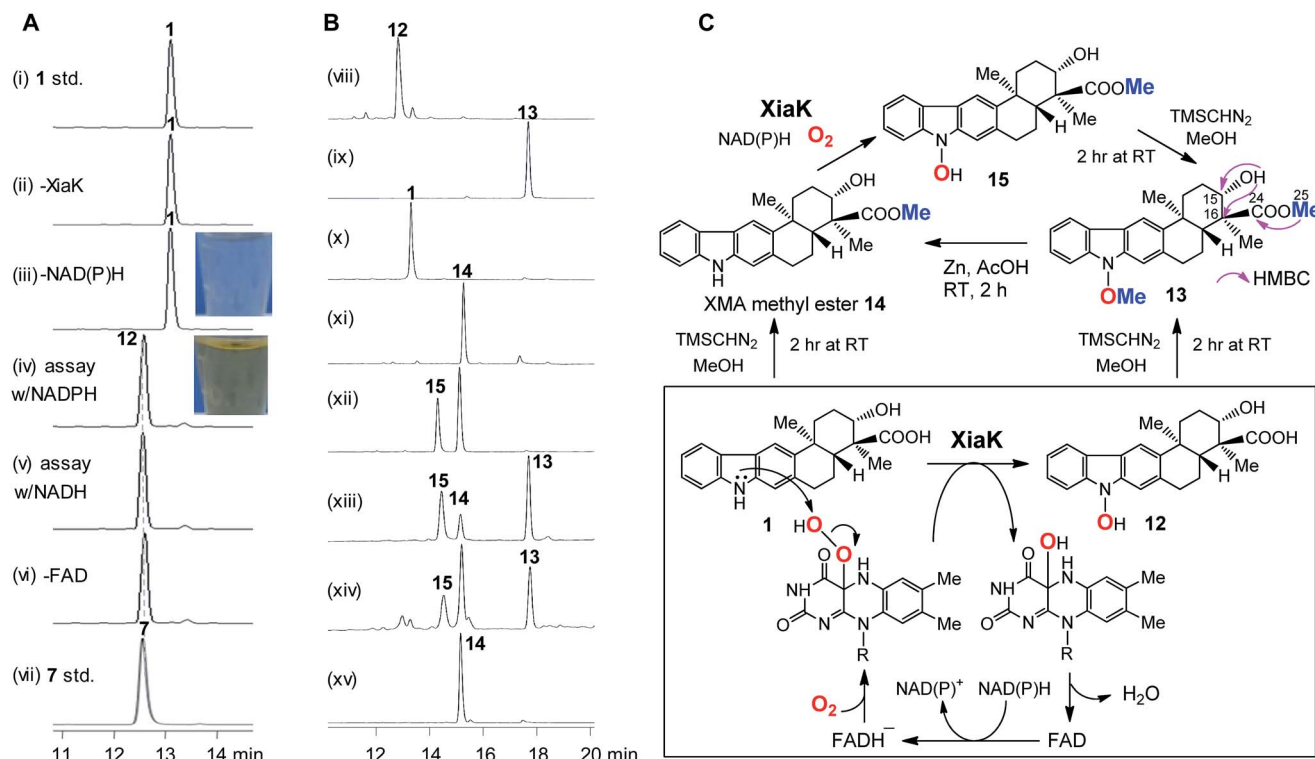 A
1
(i) 1 std.
1
(ii) -XiaK
1
(iii) -NAD(P)H
12
(iv) assay
w/NADPH
(v) assay
w/NADH
(vi) -FAD
7
(vii) 7 std.
11 12 13 14 min
B
12
(viii)
13
(ix)
1
(x)
14
(xi)
15
(xii)
13
15
14
(xiii)
13
15
(xiv)
14
(xv)
12 14 16 18 20 min
C
OH
Me
COOMe
Me
H
N
OH
15
XiaK
NAD(P)H O2
TMSCHN2
MeOH
2 hr at RT
OH
Me
COOMe
Me
H
NH
XMA methyl ester 14
Zn, AcOH
RT, 2 h
OH
15
24
25
16
Me
COOMe
Me
H
N
OMe
13
HMBC
TMSCHN2
MeOH
2 hr at RT
TMSCHN2
MeOH
2 hr at RT
OH
Me
COOH
Me
H
N
H
1
XiaK
OH
Me
COOH
Me
H
N
OH
12
HO
O
O
H
N
Me
NH
Me
O
N
N
R
OH
O
H
N
Me
NH
Me
O
N
N
R
O2
NAD(P)+
NAD(P)H
H2O
FADH−
FAD